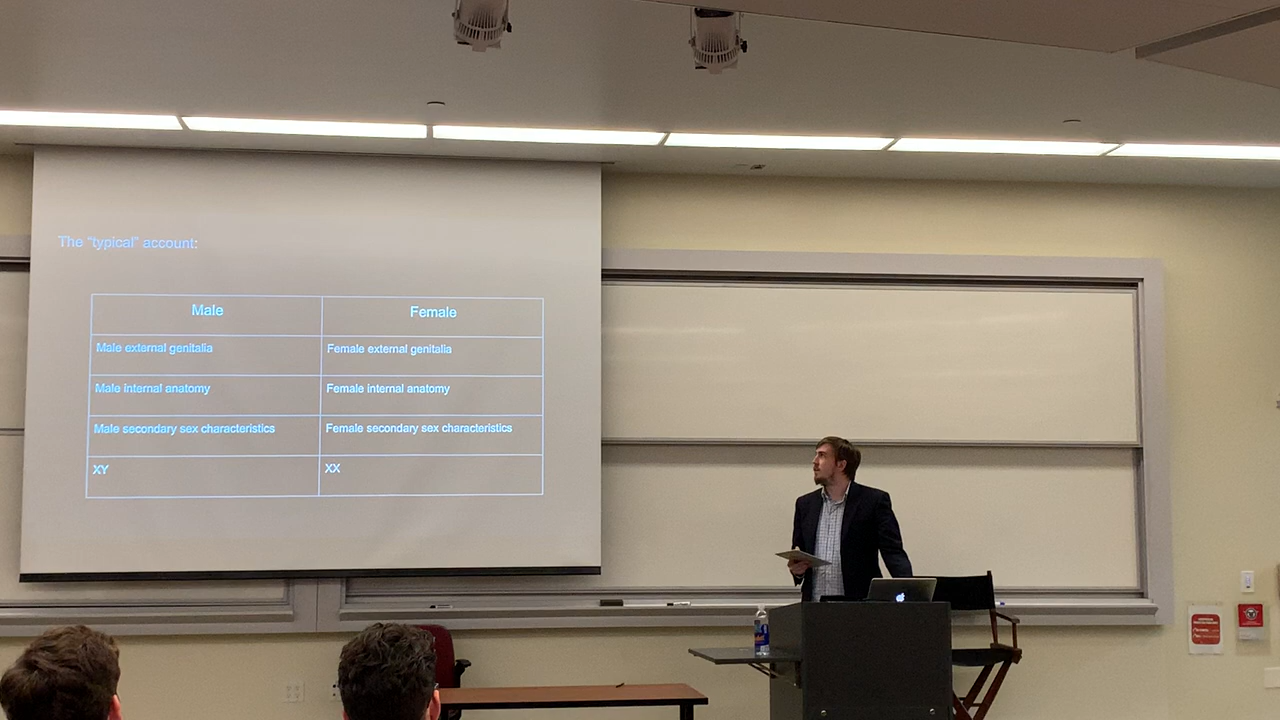 The “typical” account:
Male Female
Male external genitalia Female external genitalia
Male internal anatomy Female internal anatomy
Male secondary sex characteristics Female secondary sex characteristics
XY XX